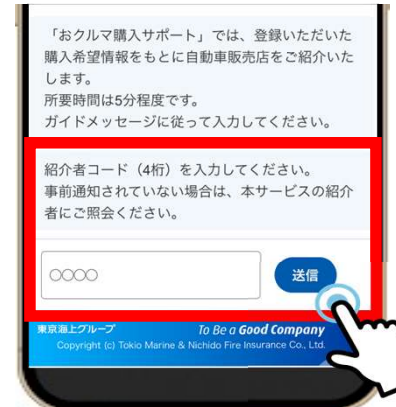 「おクルマ購入サポート」では、登録いただいた
購入希望情報をもとに自動車販売店をご紹介いた
します。
所要時間は5分程度です。
ガイドメッセージに従って入力してください。
紹介者コード（4桁）を入力してください。
事前通知されていない場合は、本サービスの紹介
者にご照会ください。
○○○○
送信
東京海上グループ To Be a Good Company
Copyright (c) Tokio Marine & Nichido Fire Insurance Co., Ltd.